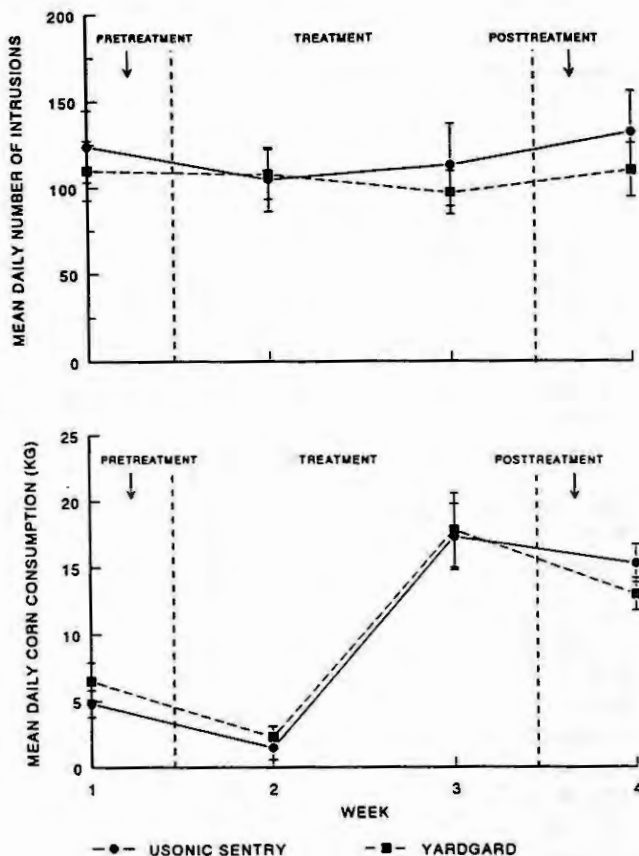 200
PRETREATMENT TREATMENT POSTTREATMENT
150
100
50
0
MEAN DAILY NUMBER OF INTRUSIONS
25
PRETREATMENT TREATMENT POSTTREATMENT
20
15
10
5
0
MEAN DAILY CORN CONSUMPTION (KG)
1 2 3 4
WEEK
USONIC SENTRY YARDGARD